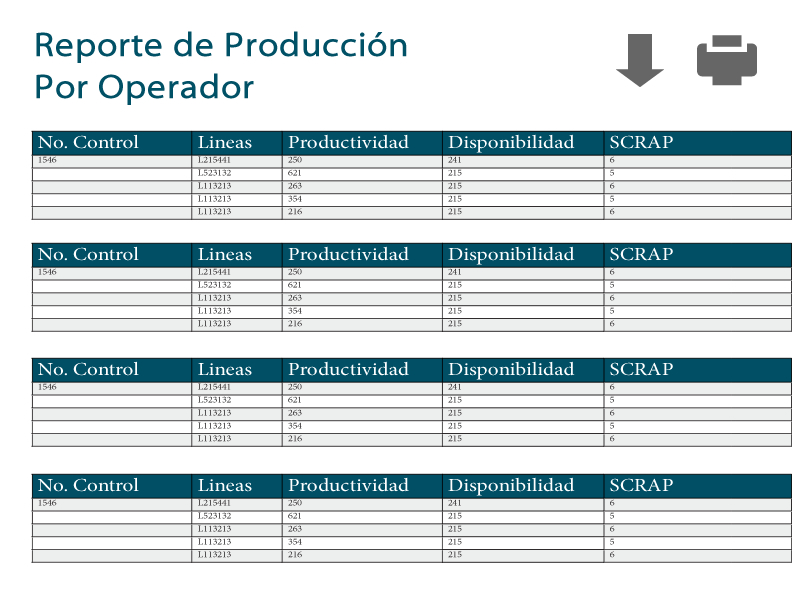 Reporte de Producción
Por Operador
No. Control Lineas Productividad Disponibilidad SCRAP
1546 L215441 250 241 6
L523132 621 215 5
L113213 263 215 6
L113213 354 215 5
L113213 216 215 6
No. Control Lineas Productividad Disponibilidad SCRAP
1546 L215441 250 241 6
L523132 621 215 5
L113213 263 215 6
L113213 354 215 5
L113213 216 215 6
No. Control Lineas Productividad Disponibilidad SCRAP
1546 L215441 250 241 6
L523132 621 215 5
L113213 263 215 6
L113213 354 215 5
L113213 216 215 6
No. Control Lineas Productividad Disponibilidad SCRAP
1546 L215441 250 241 6
L523132 621 215 5
L113213 263 215 6
L113213 354 215 5
L113213 216 215 6